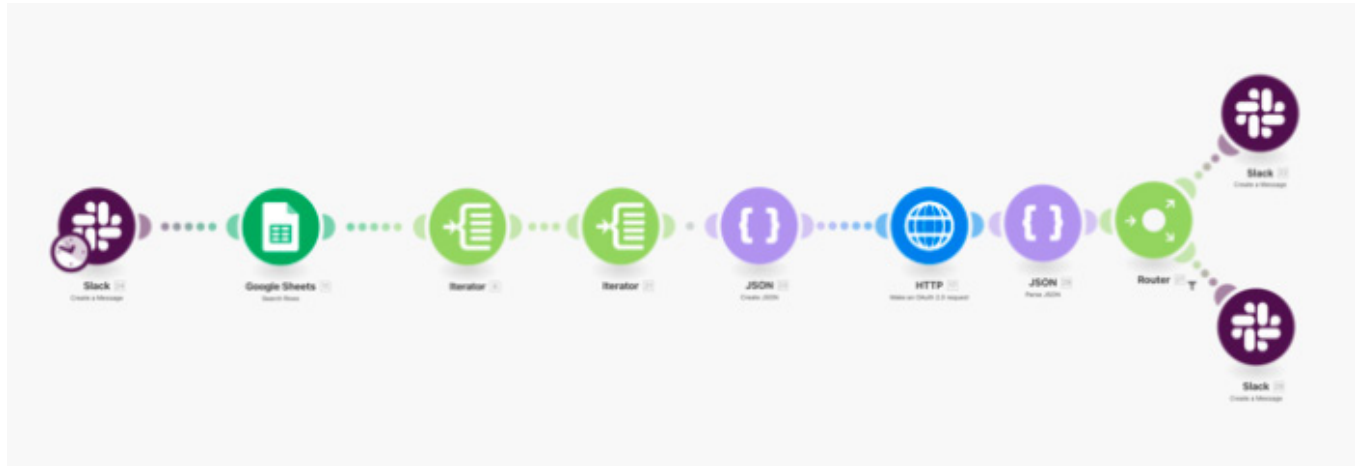 Slack
Create a Message
Google Sheets
Search Rows
Iterator
Iterator
JSON
Create JSON
HTTP
Make an OAuth 2.0 request
JSON
Parse JSON
Router
Slack
Create a Message
Slack
Create a Message